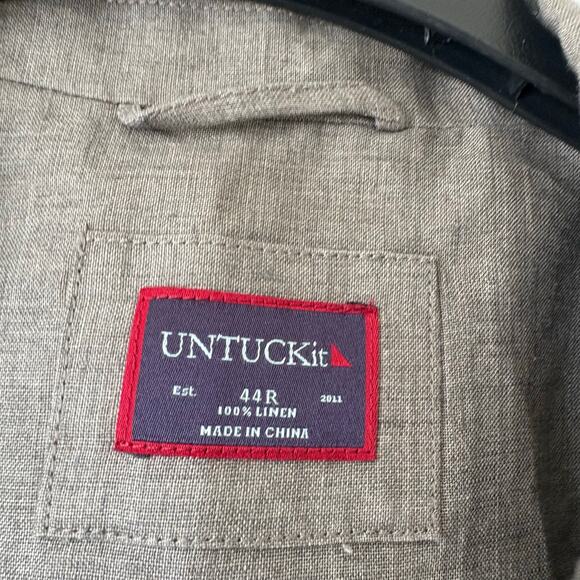 UNTUCKit
Est. 44R 2011
100% LINEN
MADE IN CHINA